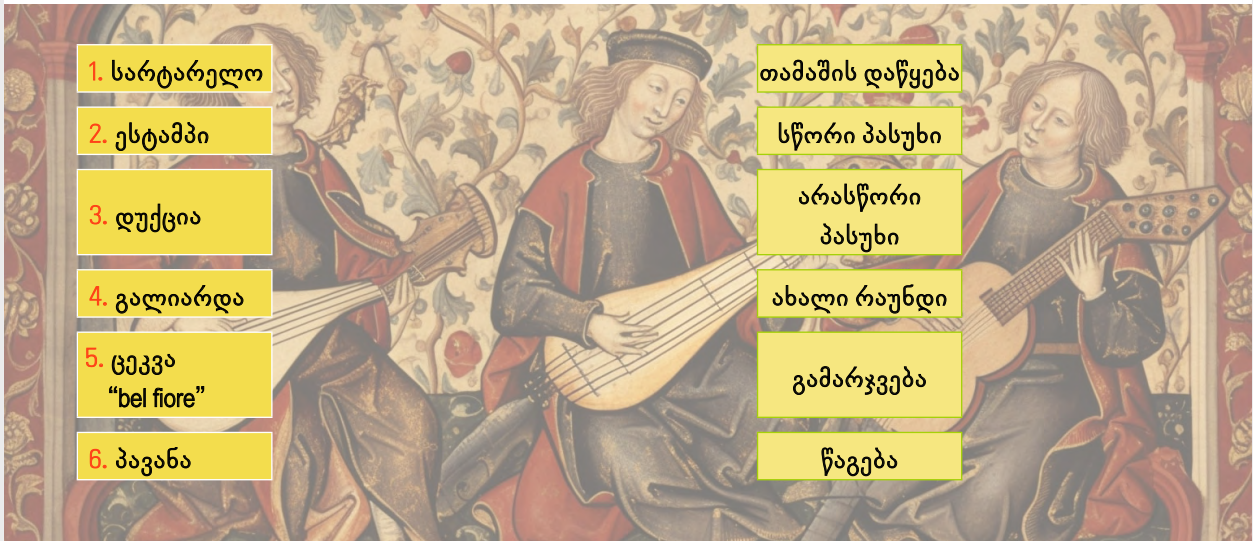 1. სარტარელო
2. ესტამპი
3. დუქცია
4. გალიარდა
5. ცეკვა
“bel fiore”
6. პავანა
თამაშის დაწყება
სწორი პასუხი
არასწორი
პასუხი
ახალი რაუნდი
გამარჯვება
წაგება